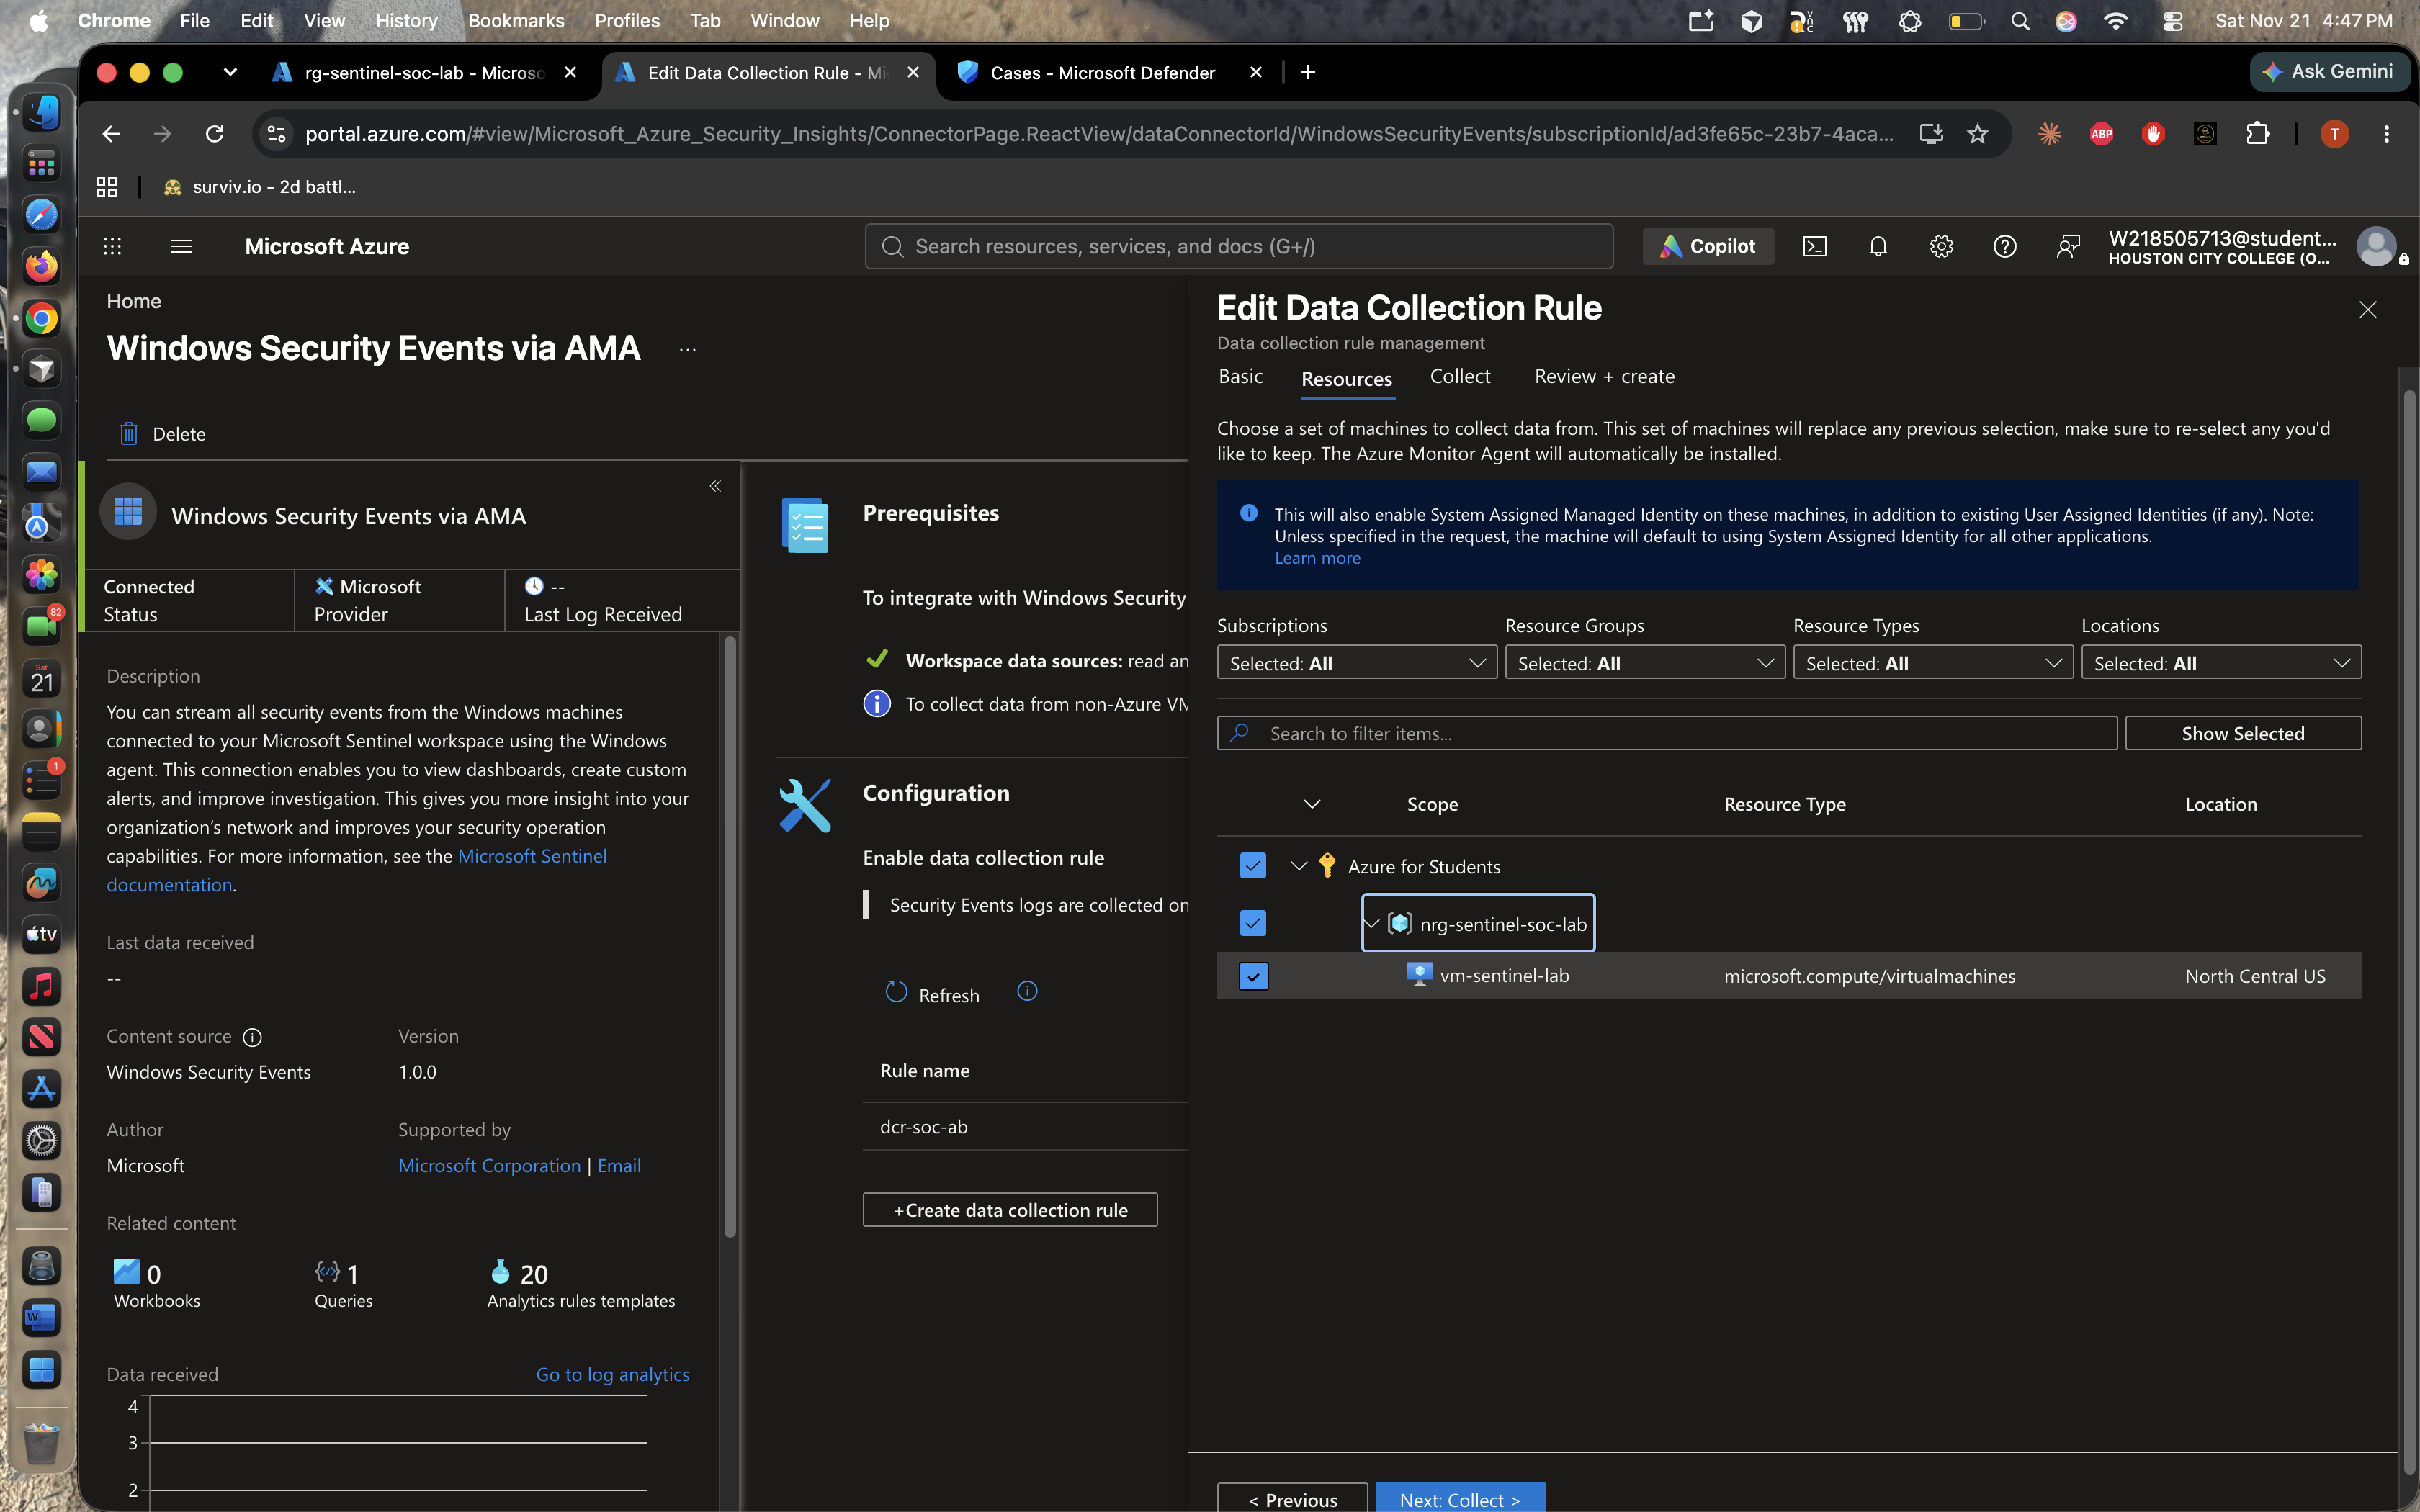 Chrome File Edit View History Bookmarks Profiles Tab Window Help
Sat Nov 21 4:47 PM
rg-sentinel-soc-lab - Microso
Edit Data Collection Rule - Mi
Cases - Microsoft Defender
Ask Gemini
portal.azure.com/#view/Microsoft_Azure_Security_Insights/ConnectorPage.ReactView/dataConnectorId/WindowsSecurityEvents/subscriptionId/ad3fe65c-23b7-4aca...
ABP
T
surviv.io - 2d battl...
Microsoft Azure
Search resources, services, and docs (G+/)
Copilot
W218505713@student...
HOUSTON CITY COLLEGE (O...
Home
Windows Security Events via AMA
...
Delete
Windows Security Events via AMA
Connected
Status
Microsoft
Provider
--
Last Log Received
Description
You can stream all security events from the Windows machines
connected to your Microsoft Sentinel workspace using the Windows
agent. This connection enables you to view dashboards, create custom
alerts, and improve investigation. This gives you more insight into your
organization's network and improves your security operation
capabilities. For more information, see the Microsoft Sentinel
documentation.
Last data received
--
Content source
Version
Windows Security Events
1.0.0
Author
Supported by
Microsoft
Microsoft Corporation | Email
Related content
0
Workbooks
1
Queries
20
Analytics rules templates
Data received
Go to log analytics
4
3
2
Prerequisites
To integrate with Windows Security
Workspace data sources: read an
To collect data from non-Azure VM
Configuration
Enable data collection rule
Security Events logs are collected on
Refresh
Rule name
dcr-soc-ab
+Create data collection rule
Edit Data Collection Rule
Data collection rule management
Basic Resources Collect Review + create
Choose a set of machines to collect data from. This set of machines will replace any previous selection, make sure to re-select any you'd
like to keep. The Azure Monitor Agent will automatically be installed.
This will also enable System Assigned Managed Identity on these machines, in addition to existing User Assigned Identities (if any). Note:
Unless specified in the request, the machine will default to using System Assigned Identity for all other applications.
Learn more
Subscriptions Resource Groups Resource Types Locations
Selected: All Selected: All Selected: All Selected: All
Search to filter items...
Show Selected
Scope Resource Type Location
Azure for Students
nrg-sentinel-soc-lab
vm-sentinel-lab microsoft.compute/virtualmachines North Central US
< Previous
Next: Collect >
82
Sat
21
1
tv
W